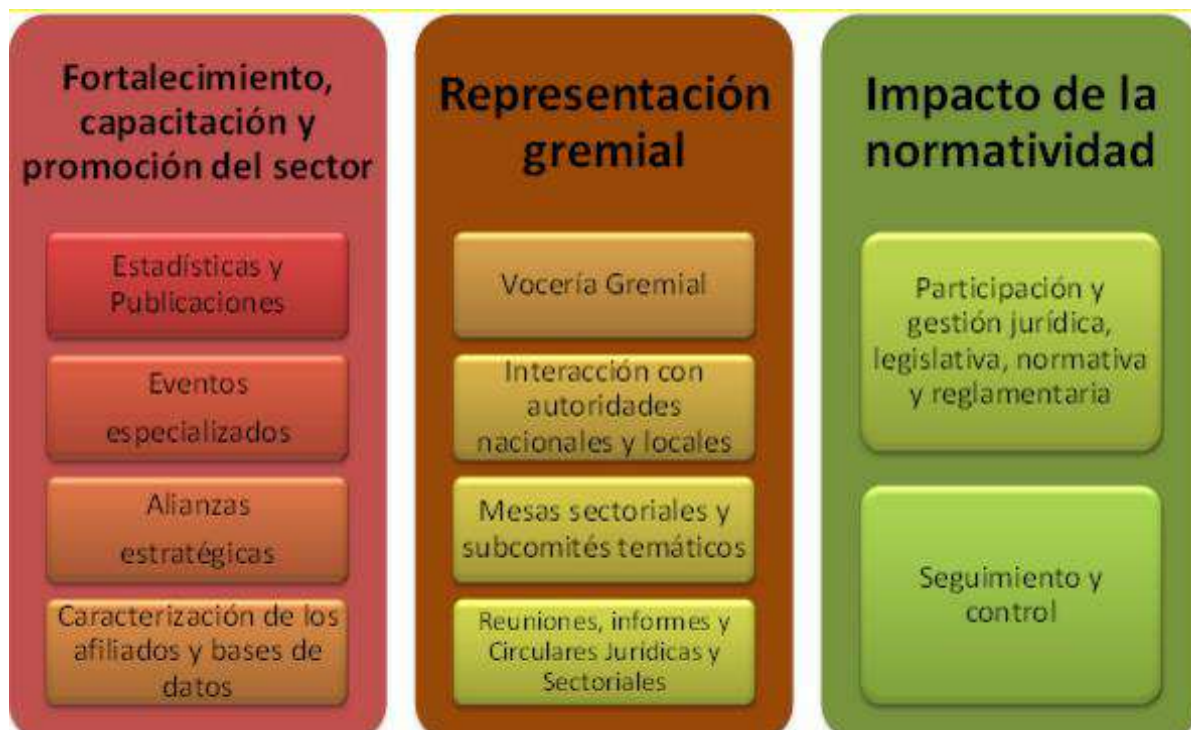 Fortalecimiento,
capacitación y
promoción del sector
Estadísticas y
Publicaciones
Eventos
especializados
Alianzas
estratégicas
Caracterización de los
afiliados y bases de
datos
Representación
gremial
Vocería Gremial
Interacción con
autoridades
nacionales y locales
Mesas sectoriales y
subcomités temáticos
Reuniones, informes y
Circulares Jurídicas y
Sectoriales
Impacto de la
normatividad
Participación y
gestión jurídica,
legislativa, normativa
y reglamentaria
Seguimiento y
control